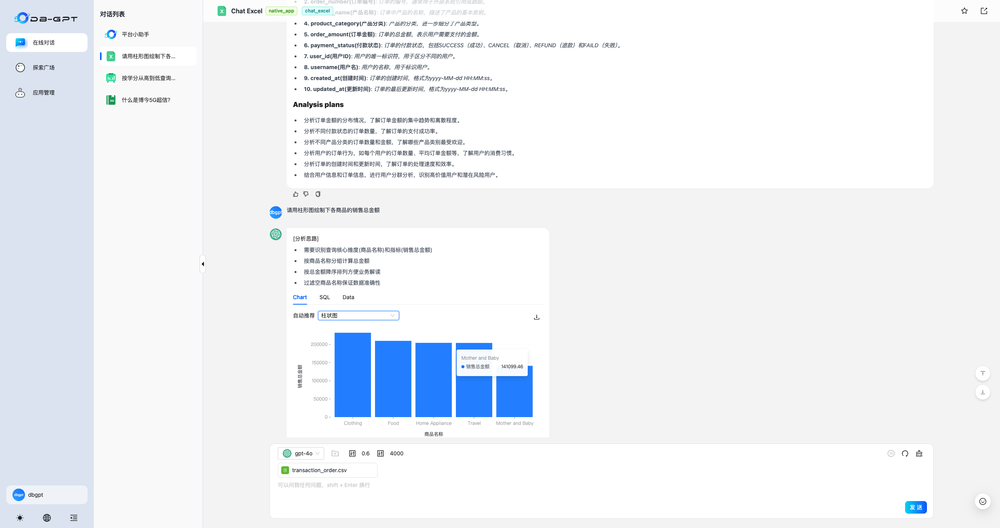 DB-GPT
在线对话
探索广场
应用管理
dbgpt
dbgpt
对话列表
平台小助手
请用柱形图绘制下各...
按学分从高到低查询...
什么是博今5G超信?
Chat Excel
native_app
chat_excel
2. order_number(订单编号): 订单的编号，通常用于外部系统引用或跟踪。
_name(产品名称): 订单中产品的名称，描述了产品的基本类别。
4. product_category(产品分类): 产品的分类，进一步细分了产品类型。
5. order_amount(订单金额): 订单的总金额，表示用户需要支付的金额。
6. payment_status(付款状态): 订单的付款状态，包括SUCCESS（成功）、CANCEL（取消）、REFUND（退款）和FAILD（失败）。
7. user_id(用户ID): 用户的唯一标识符，用于区分不同的用户。
8. username(用户名): 用户的名称，用于标识用户。
9. created_at(创建时间): 订单的创建时间，格式为yyyy-MM-dd HH:MM:ss。
10. updated_at(更新时间): 订单的最后更新时间，格式为yyyy-MM-dd HH:MM:ss。
Analysis plans
分析订单金额的分布情况，了解订单金额的集中趋势和离散程度。
分析不同付款状态的订单数量，了解订单的支付成功率。
分析不同产品分类的订单数量和金额，了解哪些产品类别最受欢迎。
分析用户的订单行为，如每个用户的订单数量、平均订单金额等，了解用户的消费习惯。
分析订单的创建时间和更新时间，了解订单的处理速度和效率。
结合用户信息和订单信息，进行用户分群分析，识别高价值用户和潜在风险用户。
dbgpt
请用柱形图绘制下各商品的销售总金额
[分析思路]
需要识别查询核心维度(商品名称)和指标(销售总金额)
按商品名称分组计算总金额
按总金额降序排列方便业务解读
过滤空商品名称保证数据准确性
Chart SQL Data
自动推荐 柱状图
销售总金额
200000
150000
100000
50000
0
Mother and Baby
销售总金额 141099.46
Clothing Food Home Appliance Travel Mother and Baby
商品名称
gpt-4o 0.6 4000
transaction_order.csv
可以问我任何问题，shift + Enter 换行
发 送